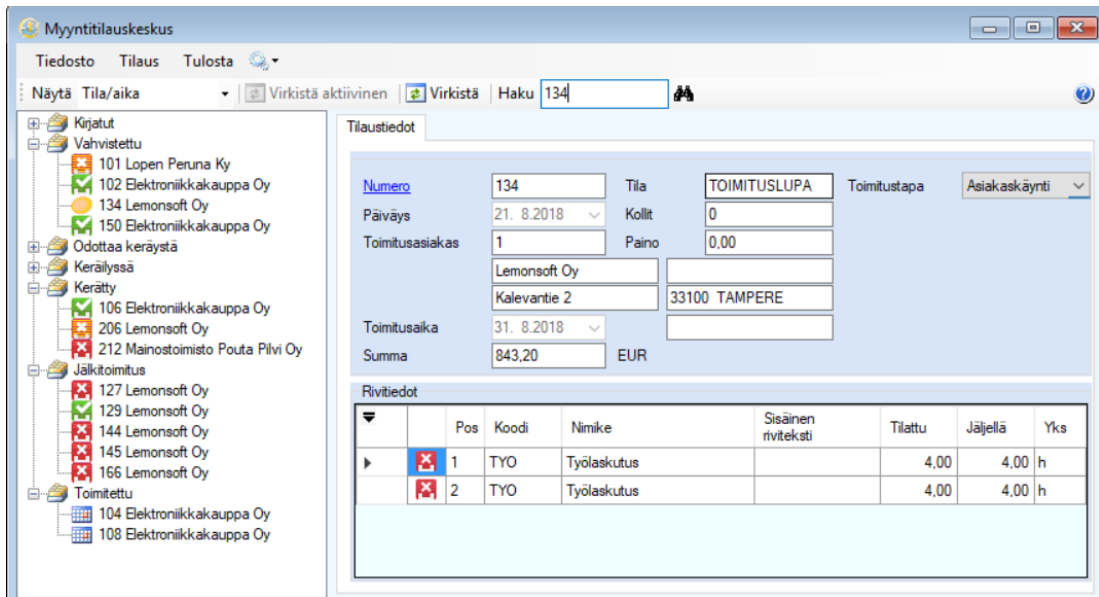 Myyntitilauskeskus
Tiedosto Tilaus Tulosta
Näytä Tila/aika Virkistä aktiivinen Virkistä Haku 134
Kirjatut
Vahvistettu
101 Lopen Peruna Ky
102 Elektroniikkakauppa Oy
134 Lemonsoft Oy
150 Elektroniikkakauppa Oy
Odottaa keräystä
Keräilyssä
Kerätty
106 Elektroniikkakauppa Oy
206 Lemonsoft Oy
212 Mainostoimisto Pouta Pilvi Oy
Jälkitoimitus
127 Lemonsoft Oy
129 Lemonsoft Oy
144 Lemonsoft Oy
145 Lemonsoft Oy
166 Lemonsoft Oy
Toimitettu
104 Elektroniikkakauppa Oy
108 Elektroniikkakauppa Oy
Tilaustiedot
Numero 134 Tila TOIMITUSLUPA Toimitustapa Asiakaskäynti
Päiväys 21. 8.2018 Kollit 0
Toimitusasiakas 1 Paino 0,00
Lemonsoft Oy
Kalevantie 2 33100 TAMPERE
Toimitusaika 31. 8.2018
Summa 843,20 EUR
Rivitiedot
Pos Koodi Nimike Sisäinen riviteksti Tilattu Jäljellä Yks
1 TYO Työlaskutus 4,00 4,00 h
2 TYO Työlaskutus 4,00 4,00 h